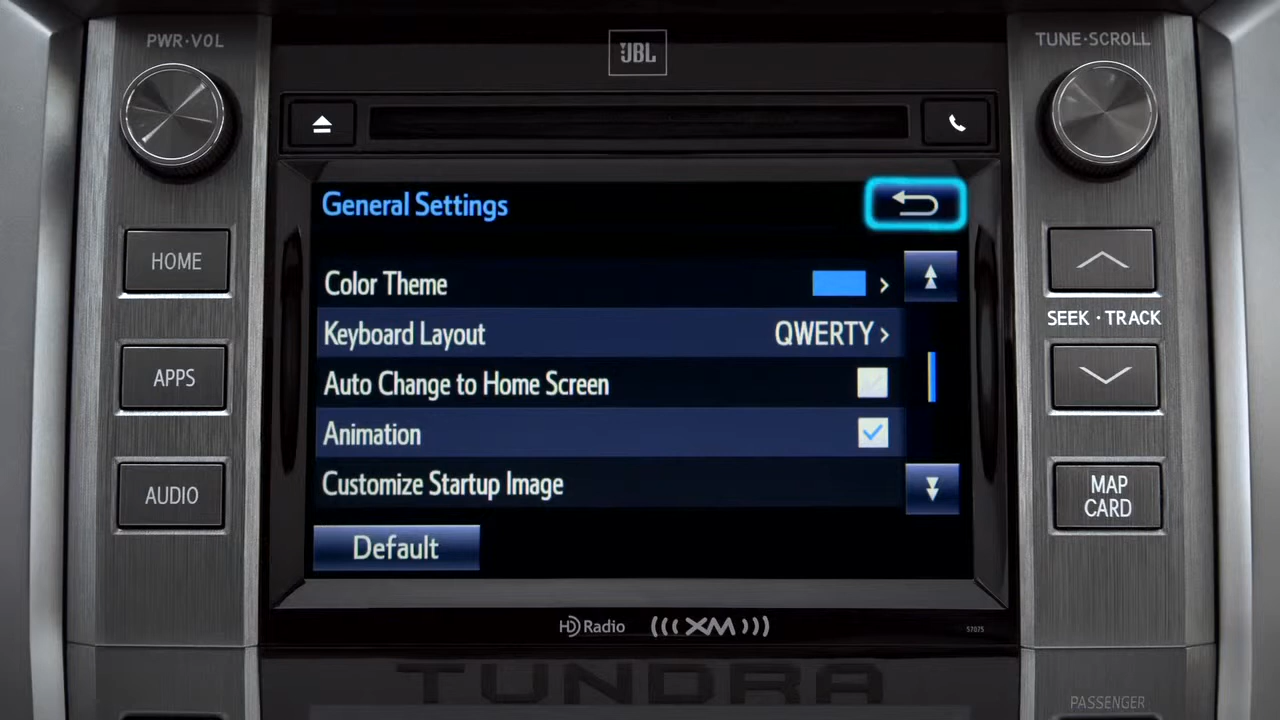 PWR·VOL
JBL
TUNE·SCROLL
General Settings
HOME
Color Theme
Keyboard Layout QWERTY
SEEK · TRACK
APPS
Auto Change to Home Screen
Animation
AUDIO
Customize Startup Image
MAP
CARD
Default
HD Radio
XM
57075
TUNDRA
PASSENGER